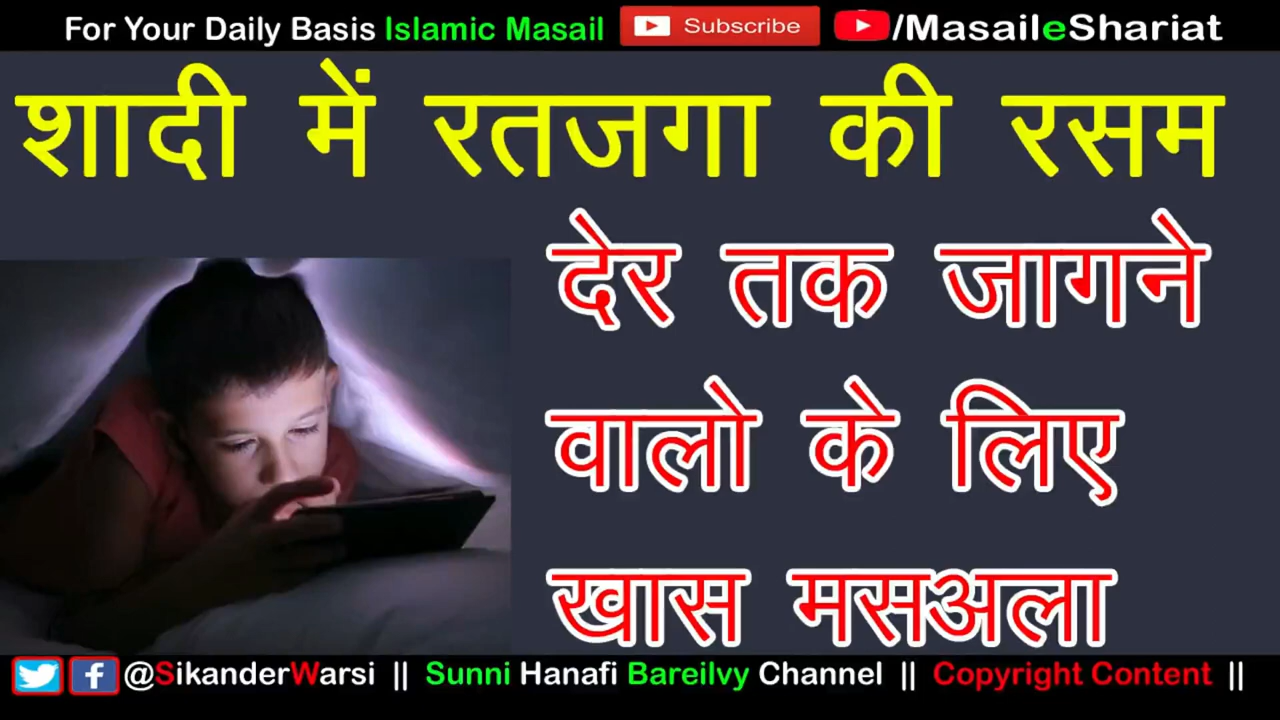 For Your Daily Basis Islamic Masail Subscribe /MasaileShariat
शादी में रतजगा की रसम
देर तक जागने
वालो के लिए
खास मसअला
@SikanderWarsi || Sunni Hanafi Bareilvy Channel || Copyright Content ||